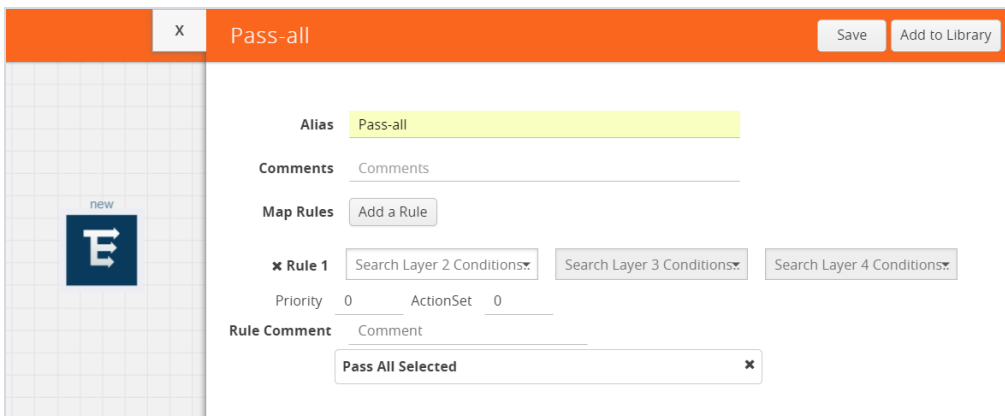 X
Pass-all
Save
Add to Library
Alias Pass-all
Comments Comments
new
Map Rules Add a Rule
✖ Rule 1 Search Layer 2 Conditions.. Search Layer 3 Conditions.. Search Layer 4 Conditions..
Priority 0 ActionSet 0
Rule Comment Comment
Pass All Selected ✖